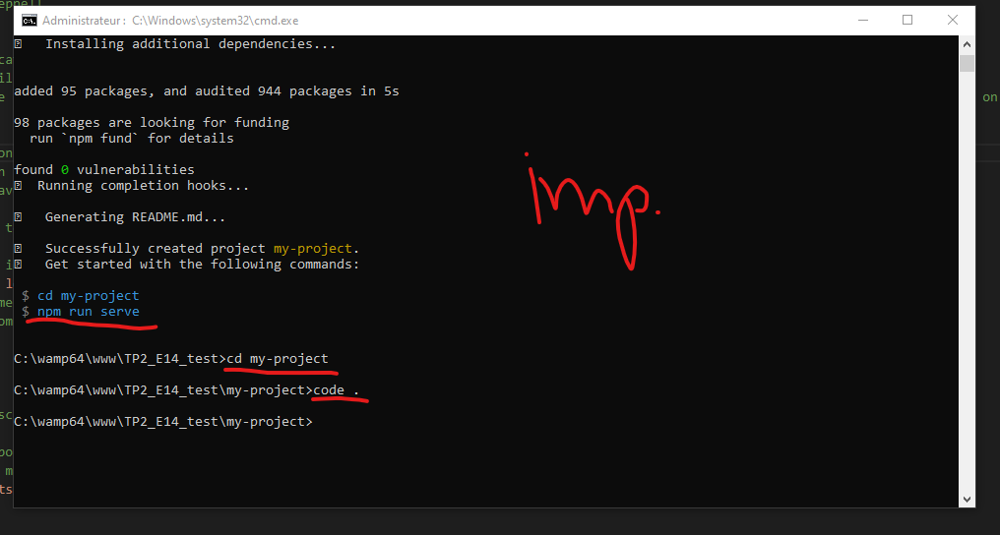 Administrateur : C:\Windows\system32\cmd.exe
Installing additional dependencies...
added 95 packages, and audited 944 packages in 5s
98 packages are looking for funding
run `npm fund` for details
found 0 vulnerabilities
Running completion hooks...
Generating README.md...
Successfully created project my-project.
Get started with the following commands:
$ cd my-project
$ npm run serve
C:\wamp64\www\TP2_E14_test>cd my-project
C:\wamp64\www\TP2_E14_test\my-project>code .
C:\wamp64\www\TP2_E14_test\my-project>
imp.
on